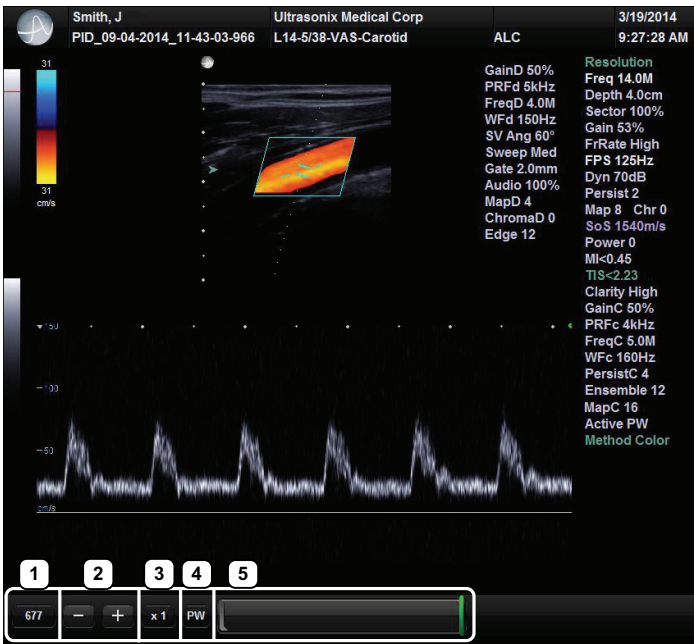 Smith, J Ultrasonix Medical Corp 3/19/2014
PID_09-04-2014_11-43-03-966 L14-5/38-VAS-Carotid ALC 9:27:28 AM
31
31
cm/s
GainD 50%
PRFd 5kHz
FreqD 4.0M
WFd 150Hz
SV Ang 60°
Sweep Med
Gate 2.0mm
Audio 100%
MapD 4
ChromaD 0
Edge 12
Resolution
Freq 14.0M
Depth 4.0cm
Sector 100%
Gain 53%
FrRate High
FPS 125Hz
Dyn 70dB
Persist 2
Map 8 Chr 0
SoS 1540m/s
Power 0
MI<0.45
TIS<2.23
Clarity High
GainC 50%
PRFc 4kHz
FreqC 5.0M
WFc 160Hz
PersistC 4
Ensemble 12
MapC 16
Active PW
Method Color
150
100
50
cm/s
1 2 3 4 5
677 − + x 1 PW